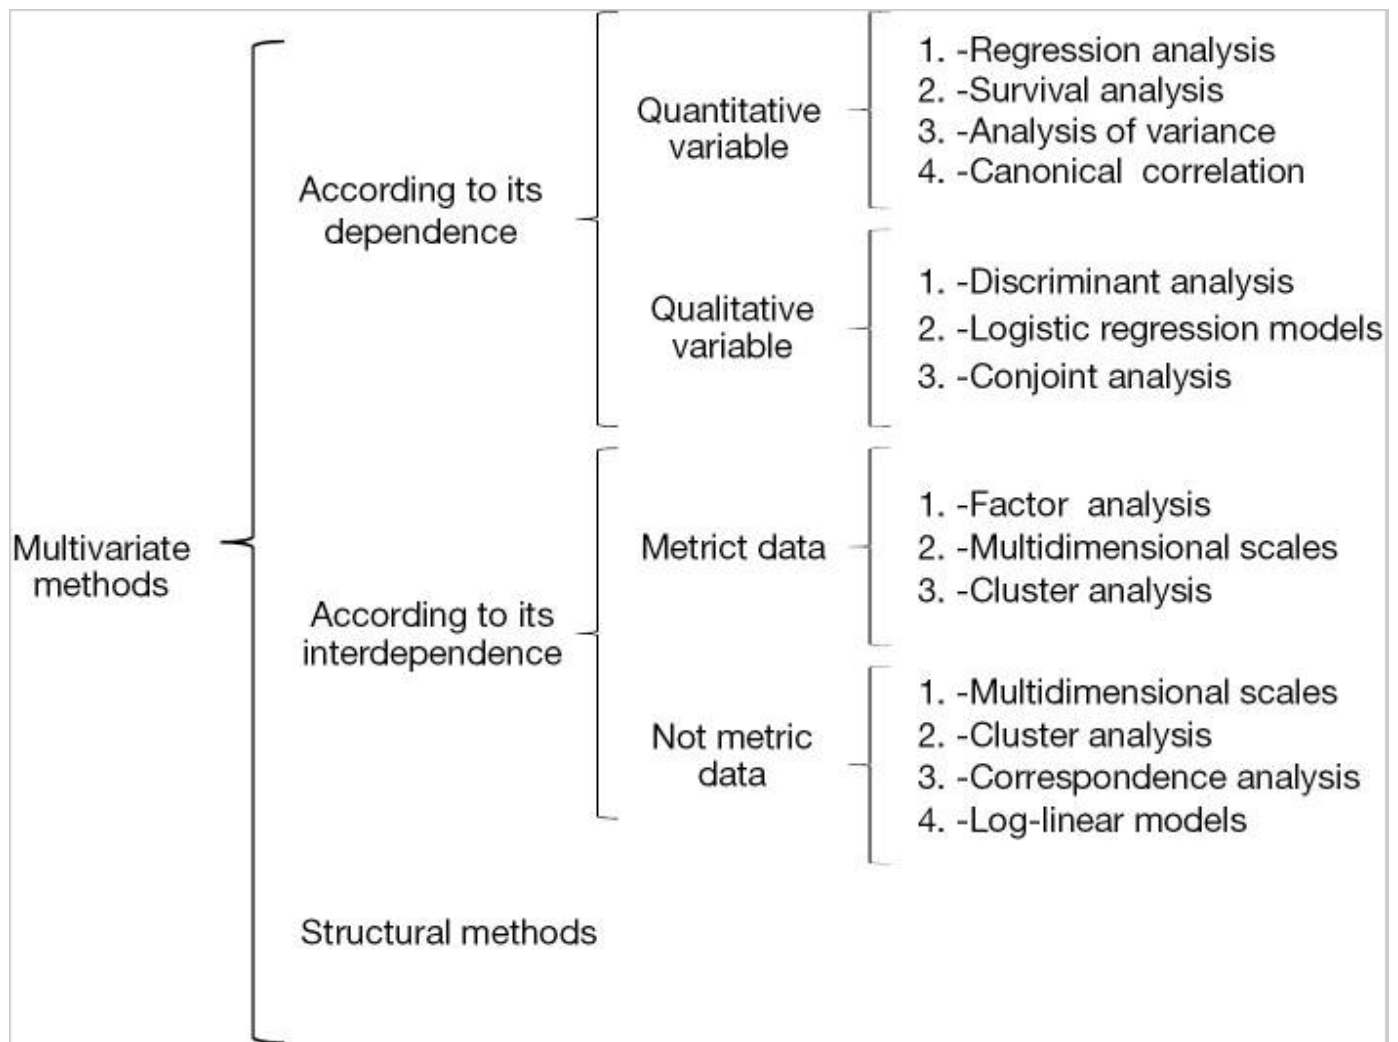 Multivariate
methods
According to its
dependence
Quantitative
variable
1. -Regression analysis
2. -Survival analysis
3. -Analysis of variance
4. -Canonical correlation
Qualitative
variable
1. -Discriminant analysis
2. -Logistic regression models
3. -Conjoint analysis
According to its
interdependence
Metrict data
1. -Factor analysis
2. -Multidimensional scales
3. -Cluster analysis
Not metric
data
1. -Multidimensional scales
2. -Cluster analysis
3. -Correspondence analysis
4. -Log-linear models
Structural methods